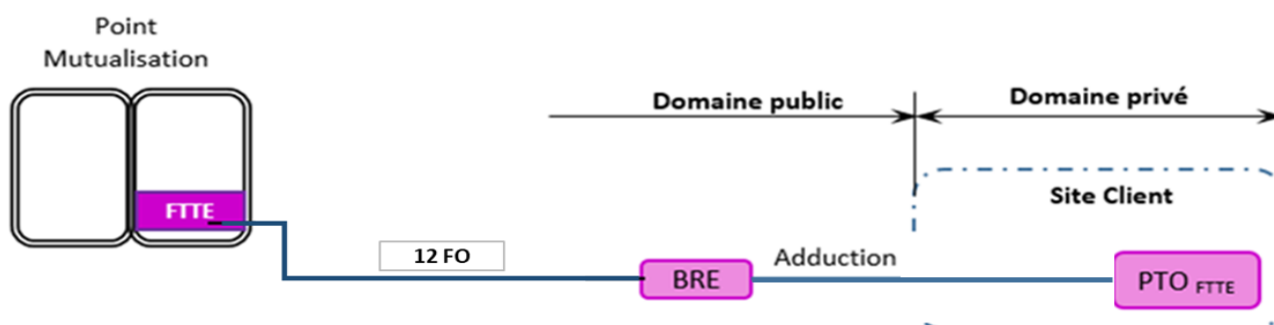 Point
Mutualisation
Domaine public
Domaine privé
Site Client
FTTE
12 FO
Adduction
BRE
PTO FTTE